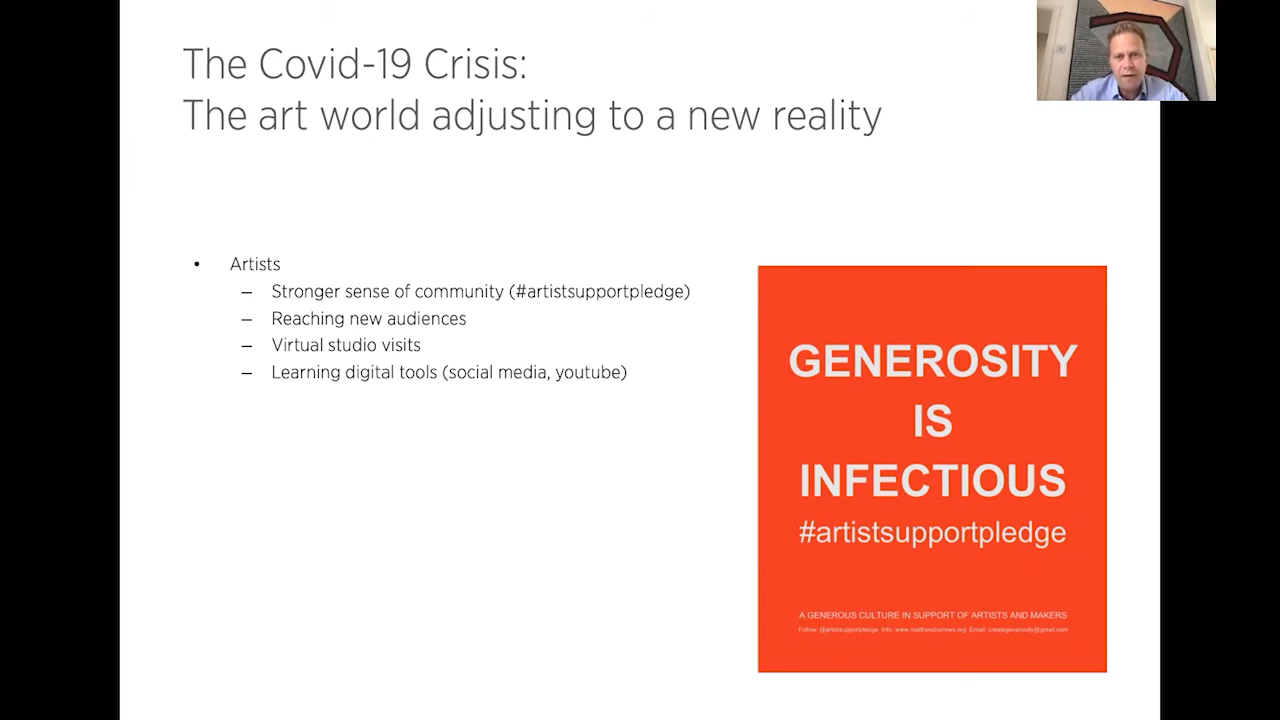 The Covid-19 Crisis:
The art world adjusting to a new reality
• Artists
– Stronger sense of community (#artistsupportpledge)
– Reaching new audiences
– Virtual studio visits
– Learning digital tools (social media, youtube)
GENEROSITY
IS
INFECTIOUS
#artistsupportpledge
A GENEROUS CULTURE IN SUPPORT OF ARTISTS AND MAKERS
Follow: @artistsupportpledge Info: www.matthewburrows.org Email: creategenerosity@gmail.com